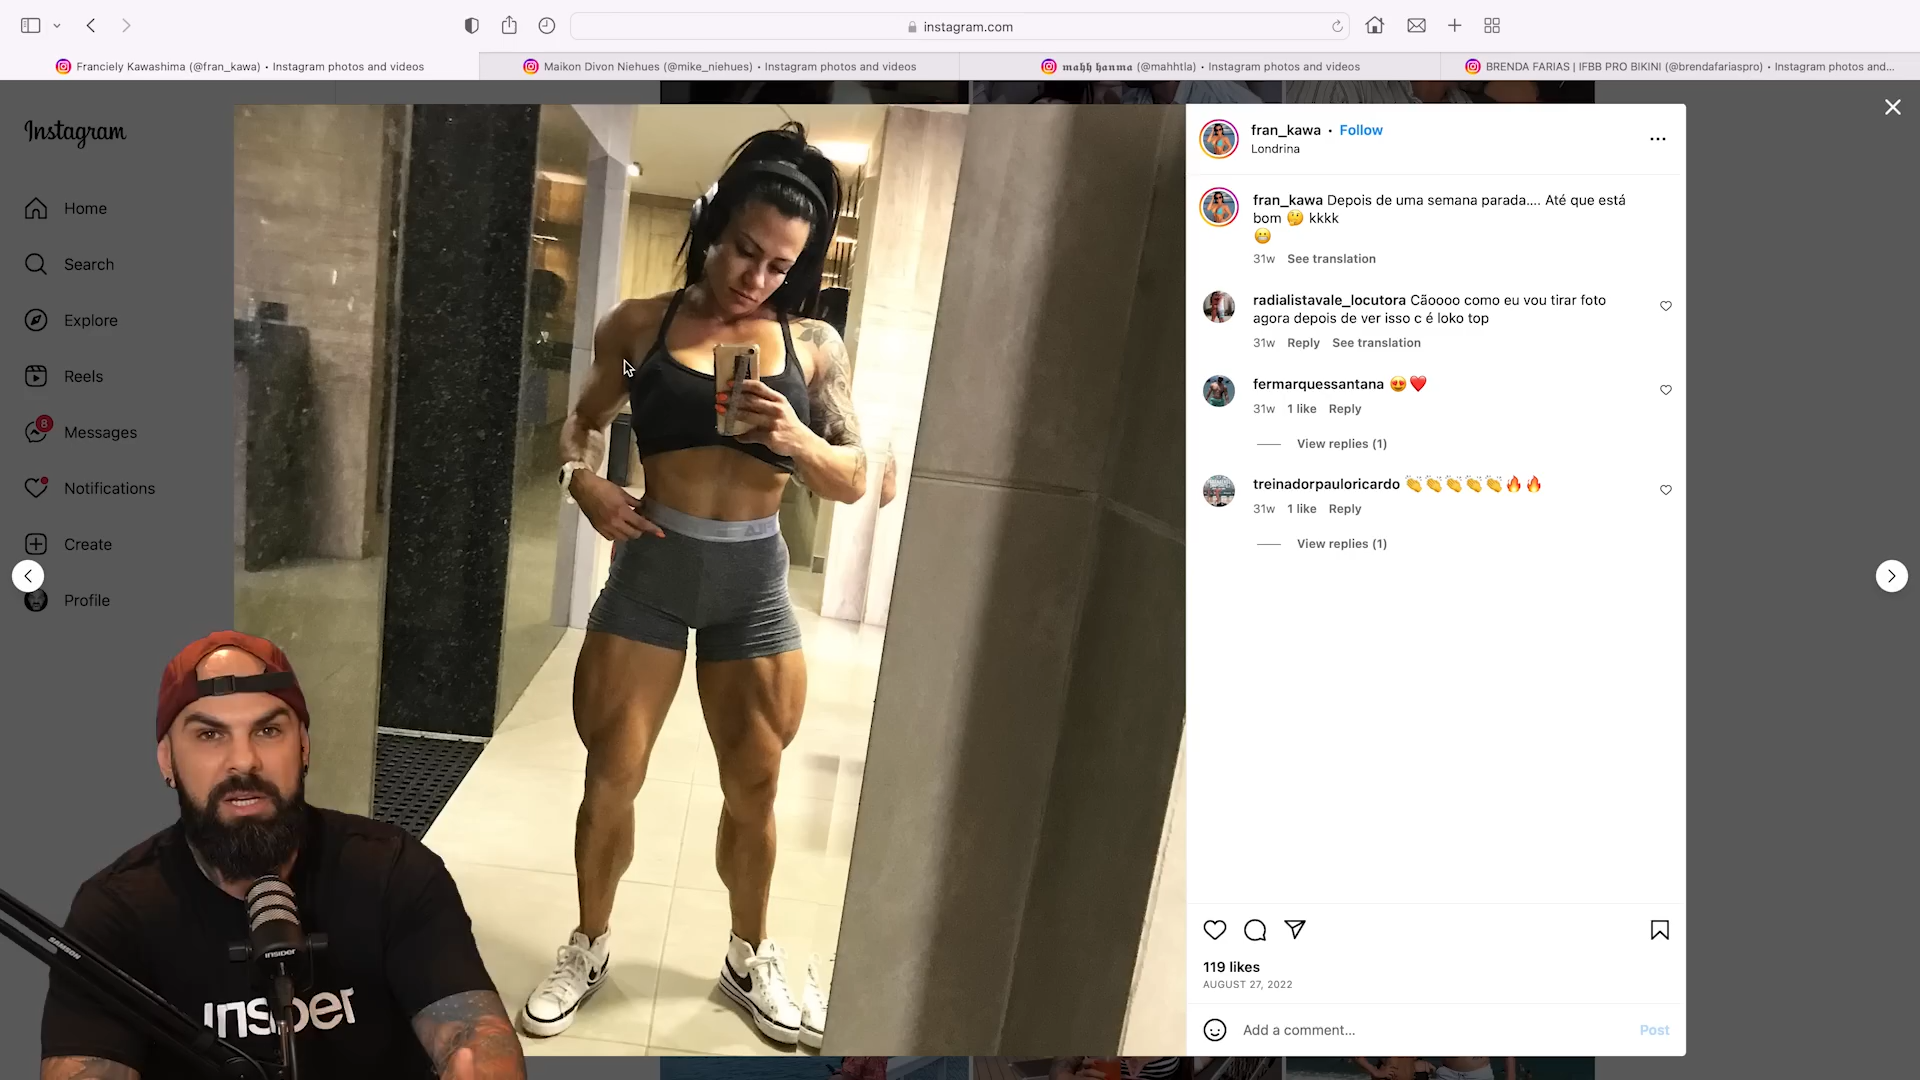 instagram.com
Franciely Kawashima (@fran_kawa) • Instagram photos and videos
Maikon Divon Niehues (@mike_niehues) • Instagram photos and videos
𝖒𝖆𝖍𝖍 𝖍𝖆𝖓𝖒𝖆 (@mahhtla) • Instagram photos and videos
BRENDA FARIAS | IFBB PRO BIKINI (@brendafariaspro) • Instagram photos and...
Instagram
Home
Search
Explore
Reels
8
Messages
Notifications
Create
Profile
FILA
SAMSON
INSIDER
Insider
fran_kawa • Follow
Londrina
fran_kawa Depois de uma semana parada.... Até que está
bom 🤔 kkkk
😁
31w See translation
radialistavale_locutora Cãoooo como eu vou tirar foto
agora depois de ver isso c é loko top
31w Reply See translation
fermarquessantana 😍❤️
31w 1 like Reply
View replies (1)
treinadorpauloricardo 👏👏👏👏👏🔥🔥
31w 1 like Reply
View replies (1)
119 likes
AUGUST 27, 2022
Add a comment...
Post